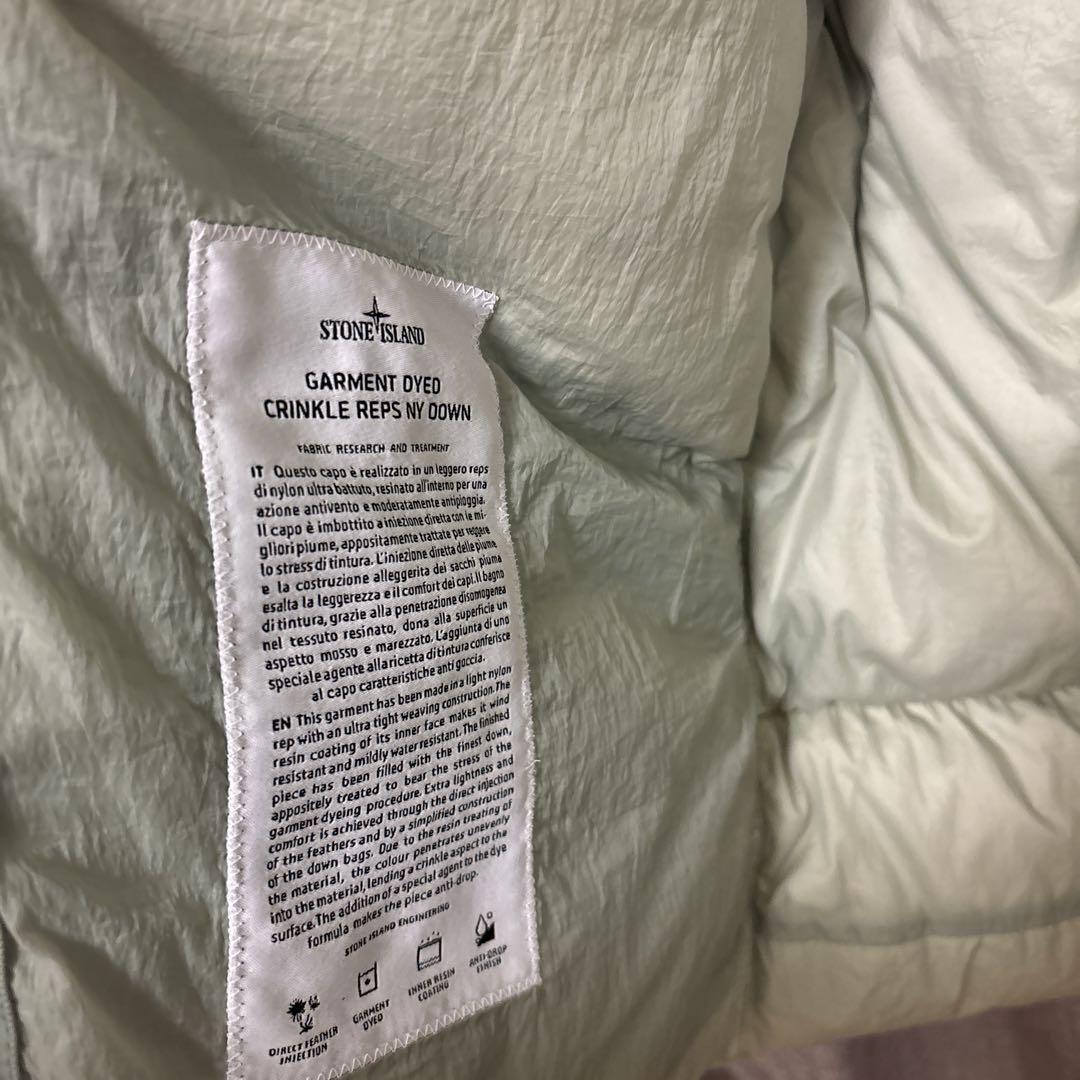 STONE ISLAND
GARMENT DYED
CRINKLE REPS NY DOWN
FABRIC RESEARCH AND TREATMENT
IT Questo capo è realizzato in un leggero reps
di nylon ultra battuto, resinato all'interno per una
azione antivento e moderatamente antipioggia.
Il capo è imbottito a iniezione diretta con le mi-
gliori piume, appositamente trattate per reggere
lo stress di tintura. L'iniezione diretta delle piume
e la costruzione alleggerita dei sacchi piuma
esalta la leggerezza e il comfort dei capi. Il bagno
di tintura, grazie alla penetrazione disomogenea
nel tessuto resinato, dona alla superficie un
aspetto mosso e marezzato. L'aggiunta di uno
speciale agente alla ricetta di tintura conferisce
al capo caratteristiche anti goccia.
EN This garment has been made in a light nylon
rep with an ultra tight weaving construction. The
resin coating of its inner face makes it wind
resistant and mildly water resistant. The finished
piece has been filled with the finest down,
appositely treated to bear the stress of the
garment dyeing procedure. Extra lightness and
comfort is achieved through the direct injection
of the feathers and by a simplified construction
of the down bags. Due to the resin treating of
the material, the colour penetrates unevenly
into the material, lending a crinkle aspect to the
surface. The addition of a special agent to the dye
formula makes the piece anti-drop.
STONE ISLAND ENGINEERING
DIRECT FEATHER
INJECTION
GARMENT
DYED
INNER RESIN
COATING
ANTI-DROP
FINISH